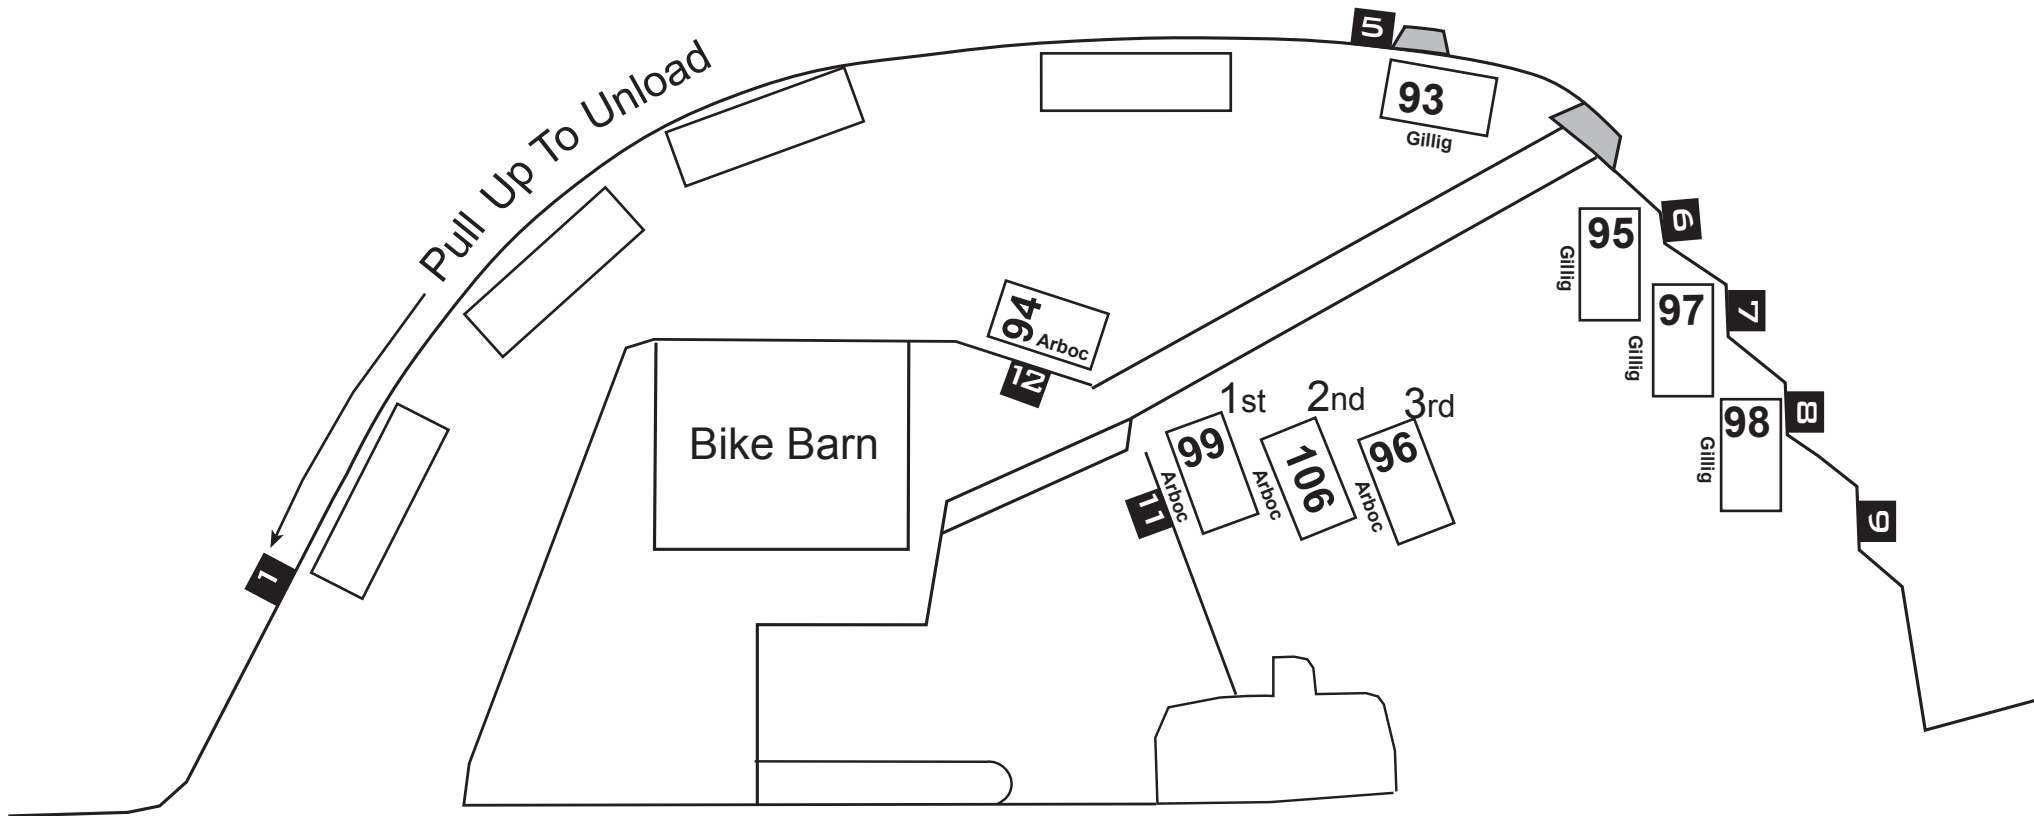 5
Pull Up To Unload
93
Gillig
6
95
Gillig
7
97
Gillig
94
Arboc
12
1st
2nd
3rd
8
98
Gillig
Bike Barn
99
Arboc
106
Arboc
96
Arboc
11
9
1